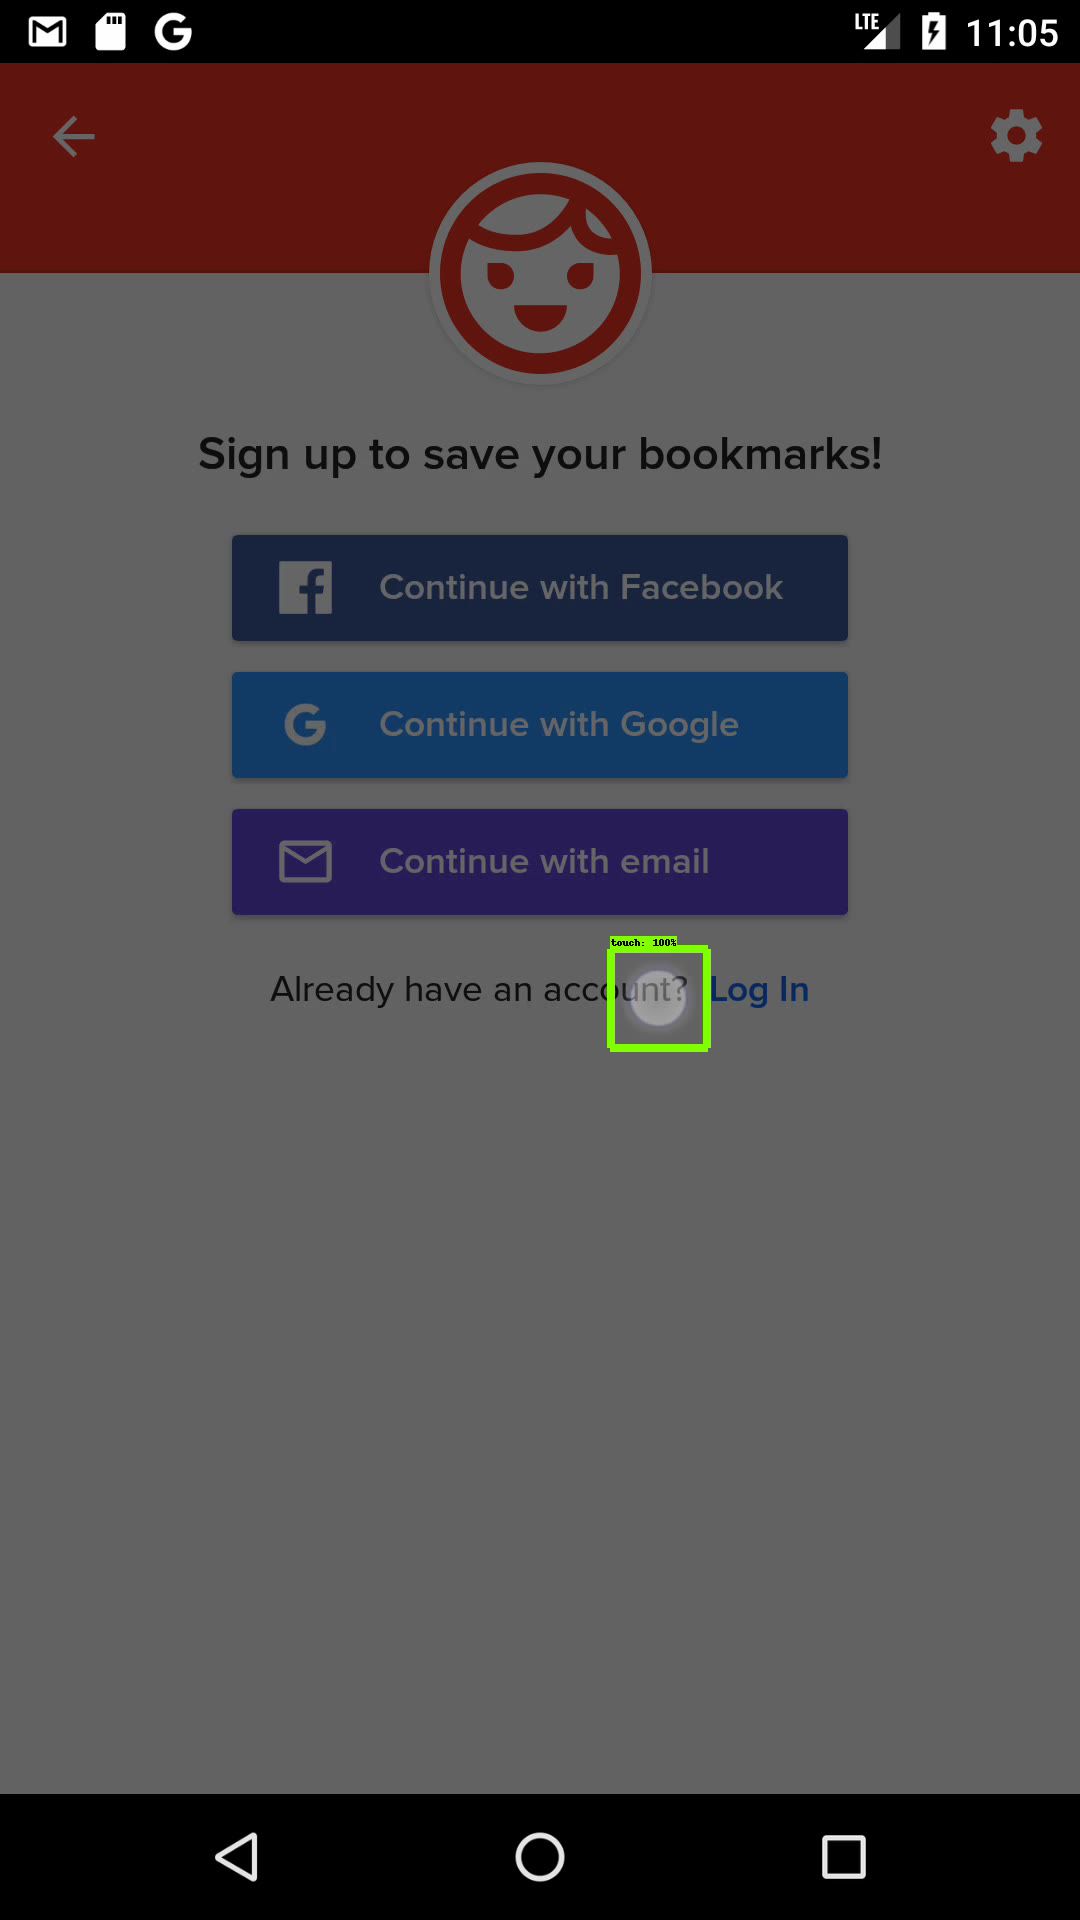 LTE 11:05
Sign up to save your bookmarks!
Continue with Facebook
Continue with Google
Continue with email
touch: 100%
Already have an account? Log In